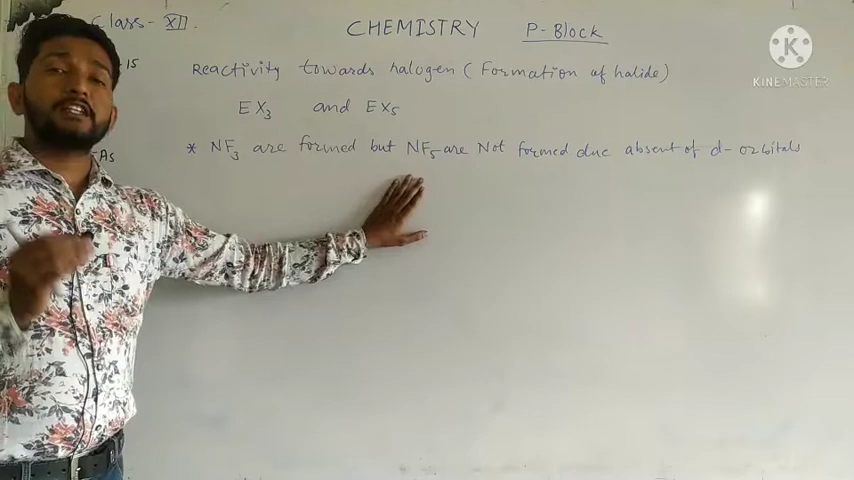 Class - XII
CHEMISTRY P-Block
15
Reactivity towards halogen (Formation of halide)
EX₃ and EX₅
* NF₃ are formed but NF₅ are Not formed due absent of d-orbitals
As
K
KINEMASTER